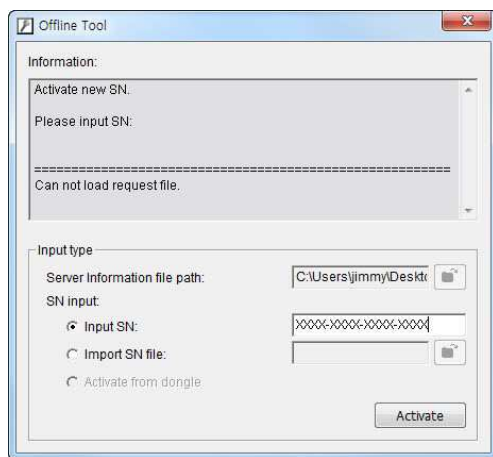 Offline Tool
Information:
Activate new SN.
Please input SN:
========================================================
Can not load request file.
Input type
Server Information file path:
C:\Users\jimmy\Deskto
SN input:
Input SN:
XXXX-XXXX-XXXX-XXXX
Import SN file:
Activate from dongle
Activate